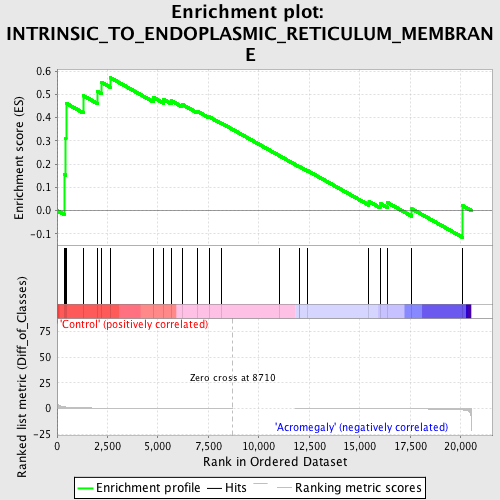 Enrichment plot:
INTRINSIC_TO_ENDOPLASMIC_RETICULUM_MEMBRAN
E
Enrichment score (ES)
0.6
0.5
0.4
0.3
0.2
0.1
0.0
-0.1
'Control' (positively correlated)
Ranked list metric (Diff_of_Classes)
75
50
25
0
-25
Zero cross at 8710
'Acromegaly' (negatively correlated)
0
2,500
5,000
7,500
10,000
12,500
15,000
17,500
20,000
Rank in Ordered Dataset
Enrichment profile
Hits
Ranking metric scores